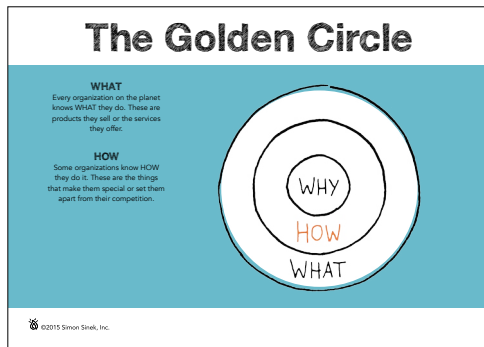 The Golden Circle
WHAT
Every organization on the planet
knows WHAT they do. These are
products they sell or the services
they offer.
HOW
Some organizations know HOW
they do it. These are the things
that make them special or set them
apart from their competition.
WHY
HOW
WHAT
©2015 Simon Sinek, Inc.